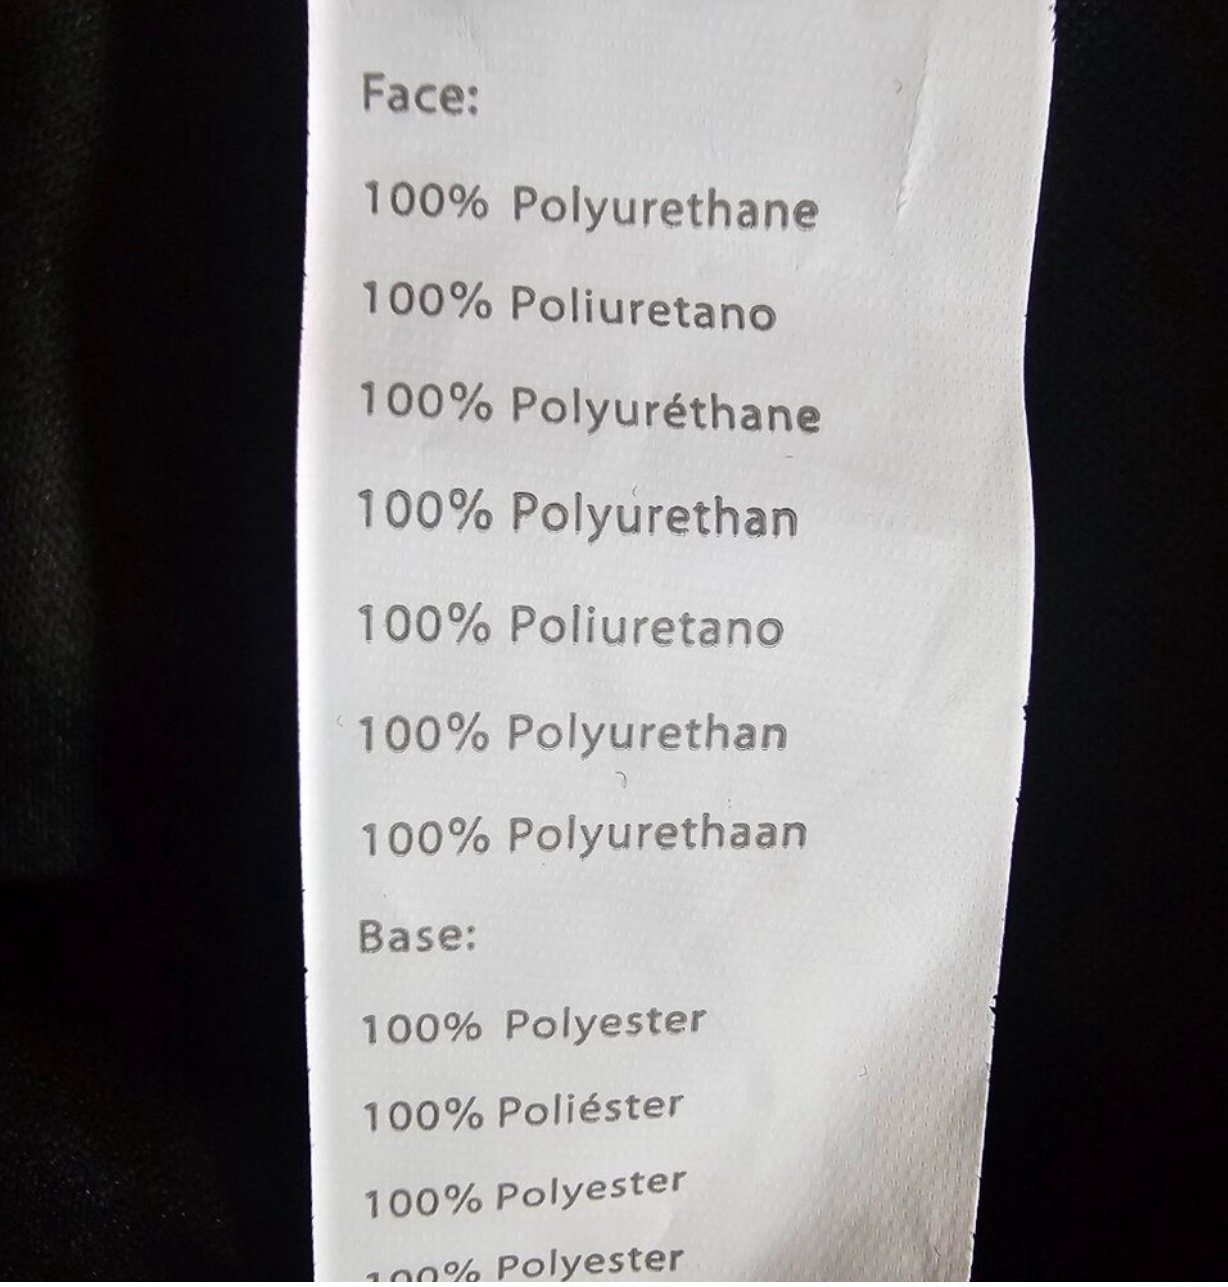 Face:
100% Polyurethane
100% Poliuretano
100% Polyuréthane
100% Polyurethan
100% Poliuretano
100% Polyurethan
100% Polyurethaan
Base:
100% Polyester
100% Poliéster
100% Polyester
100% Polyester